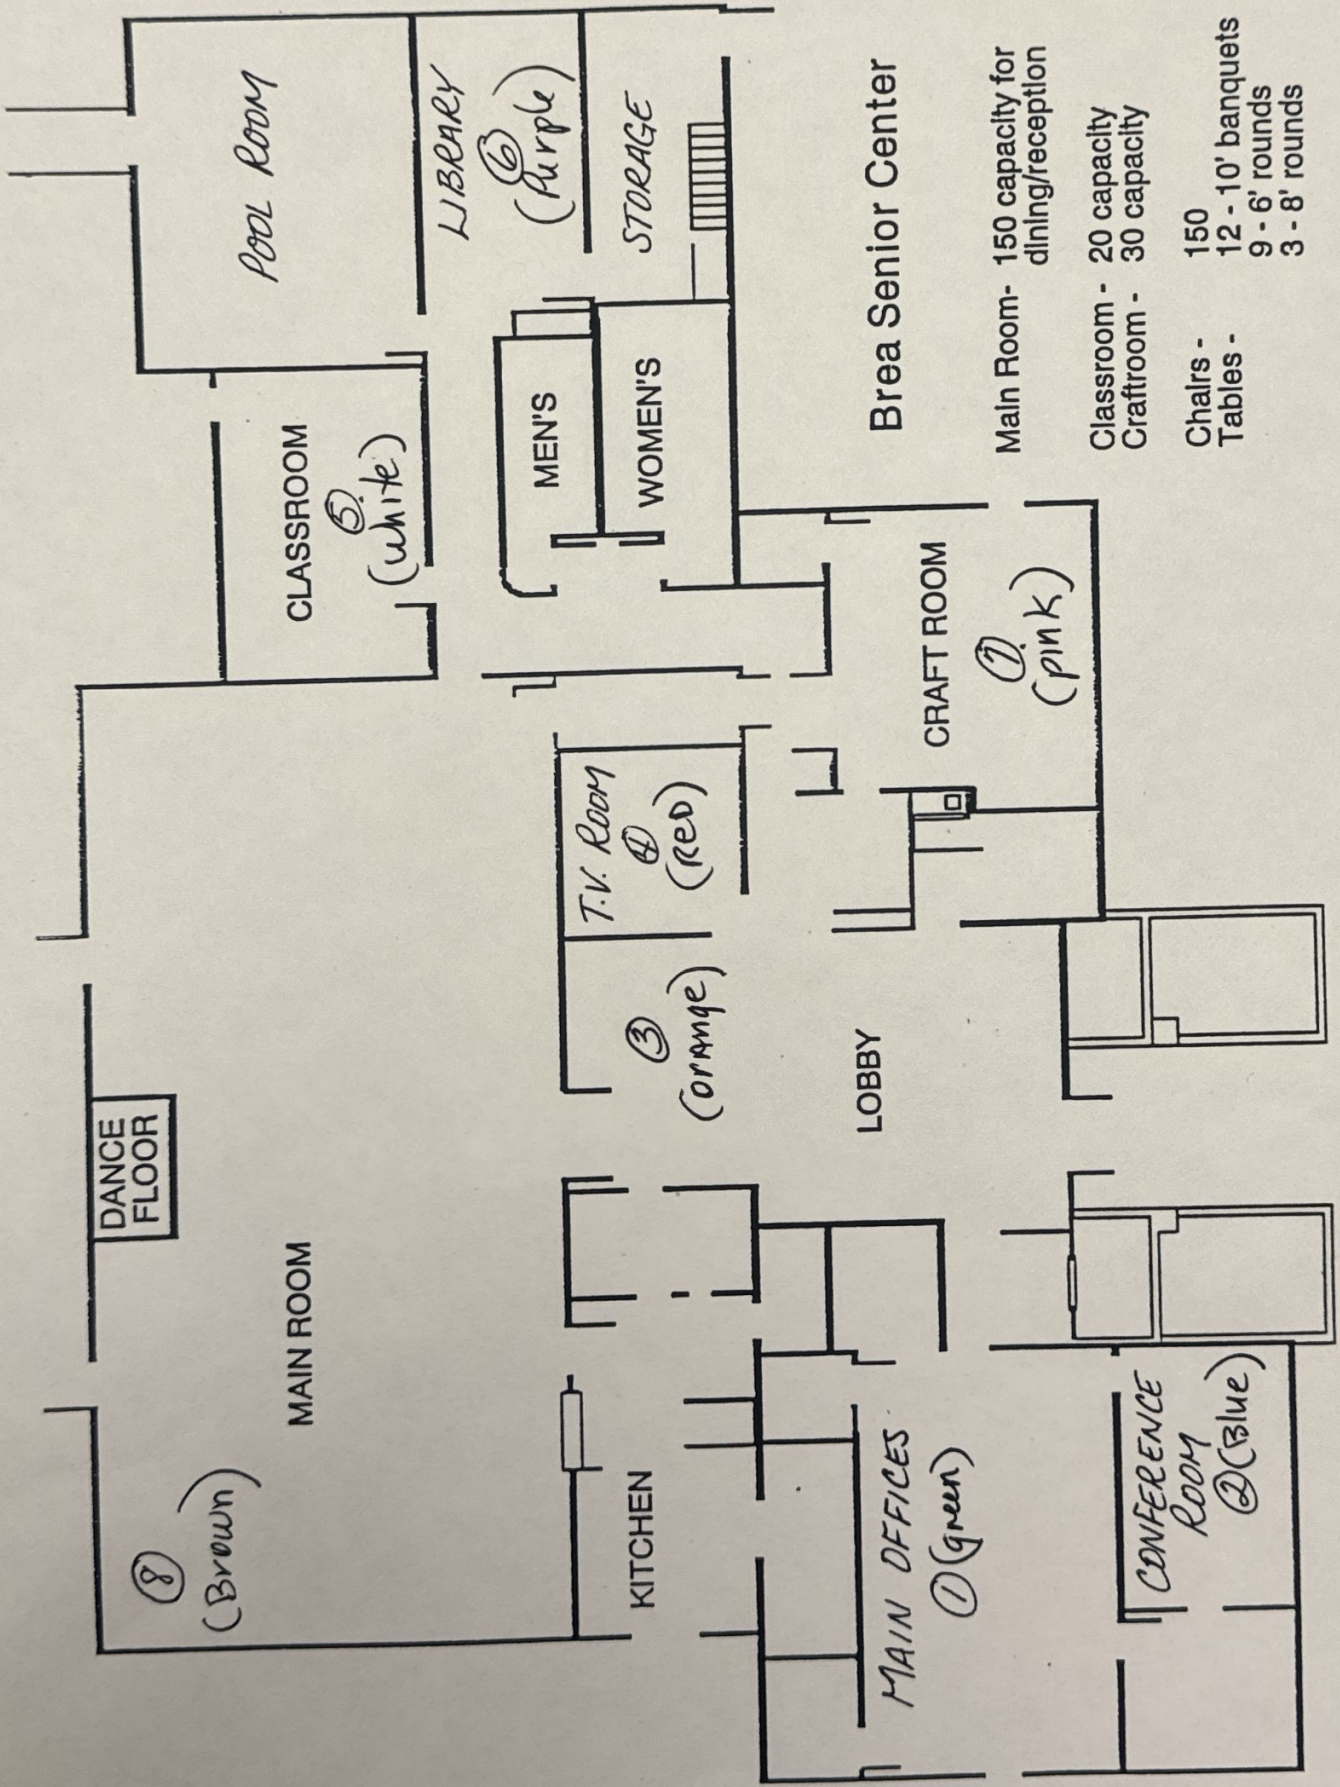 DANCE
FLOOR
⑧
(Brown)
MAIN ROOM
CLASSROOM
⑤
(White)
POOL ROOM
LIBRARY
⑥
(Purple)
STORAGE
MEN'S
WOMEN'S
T.V. ROOM
④
(RED)
③
(Orange)
KITCHEN
LOBBY
MAIN OFFICES
① (green)
CONFERENCE
ROOM
② (Blue)
CRAFT ROOM
⑦
(pink)
Brea Senior Center
Main Room- 150 capacity for
dining/reception
Classroom - 20 capacity
Craftroom - 30 capacity
Chairs - 150
Tables - 12 - 10' banquets
9 - 6' rounds
3 - 8' rounds